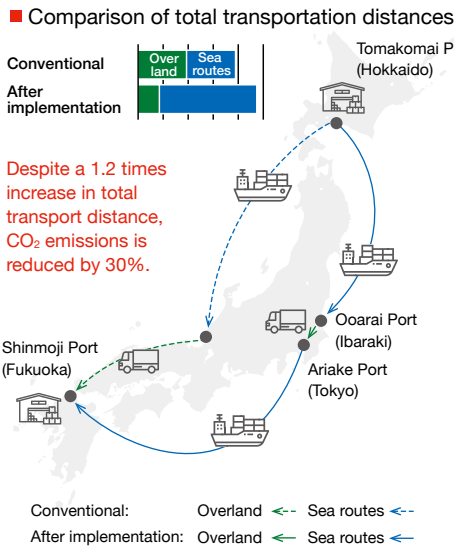 Comparison of total transportation distances
Conventional
Over
land
Sea
routes
After
implementation
Tomakomai P
(Hokkaido)
Despite a 1.2 times
increase in total
transport distance,
CO₂ emissions is
reduced by 30%.
Ooarai Port
(Ibaraki)
Ariake Port
(Tokyo)
Shinmoji Port
(Fukuoka)
Conventional: Overland Sea routes
After implementation: Overland Sea routes